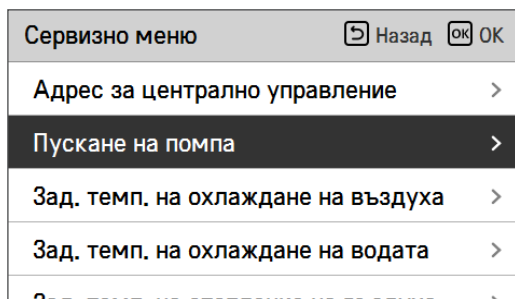 Сервизно меню Назад ок OK
Адрес за централно управление
Пускане на помпа
Зад. темп. на охлаждане на въздуха
Зад. темп. на охлаждане на водата